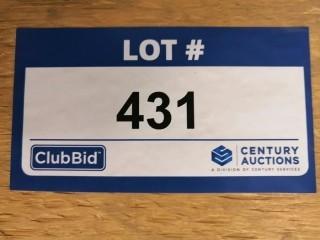 LOT #
431
ClubBid
CENTURY
AUCTIONS
A DIVISION OF CENTURY SERVICES